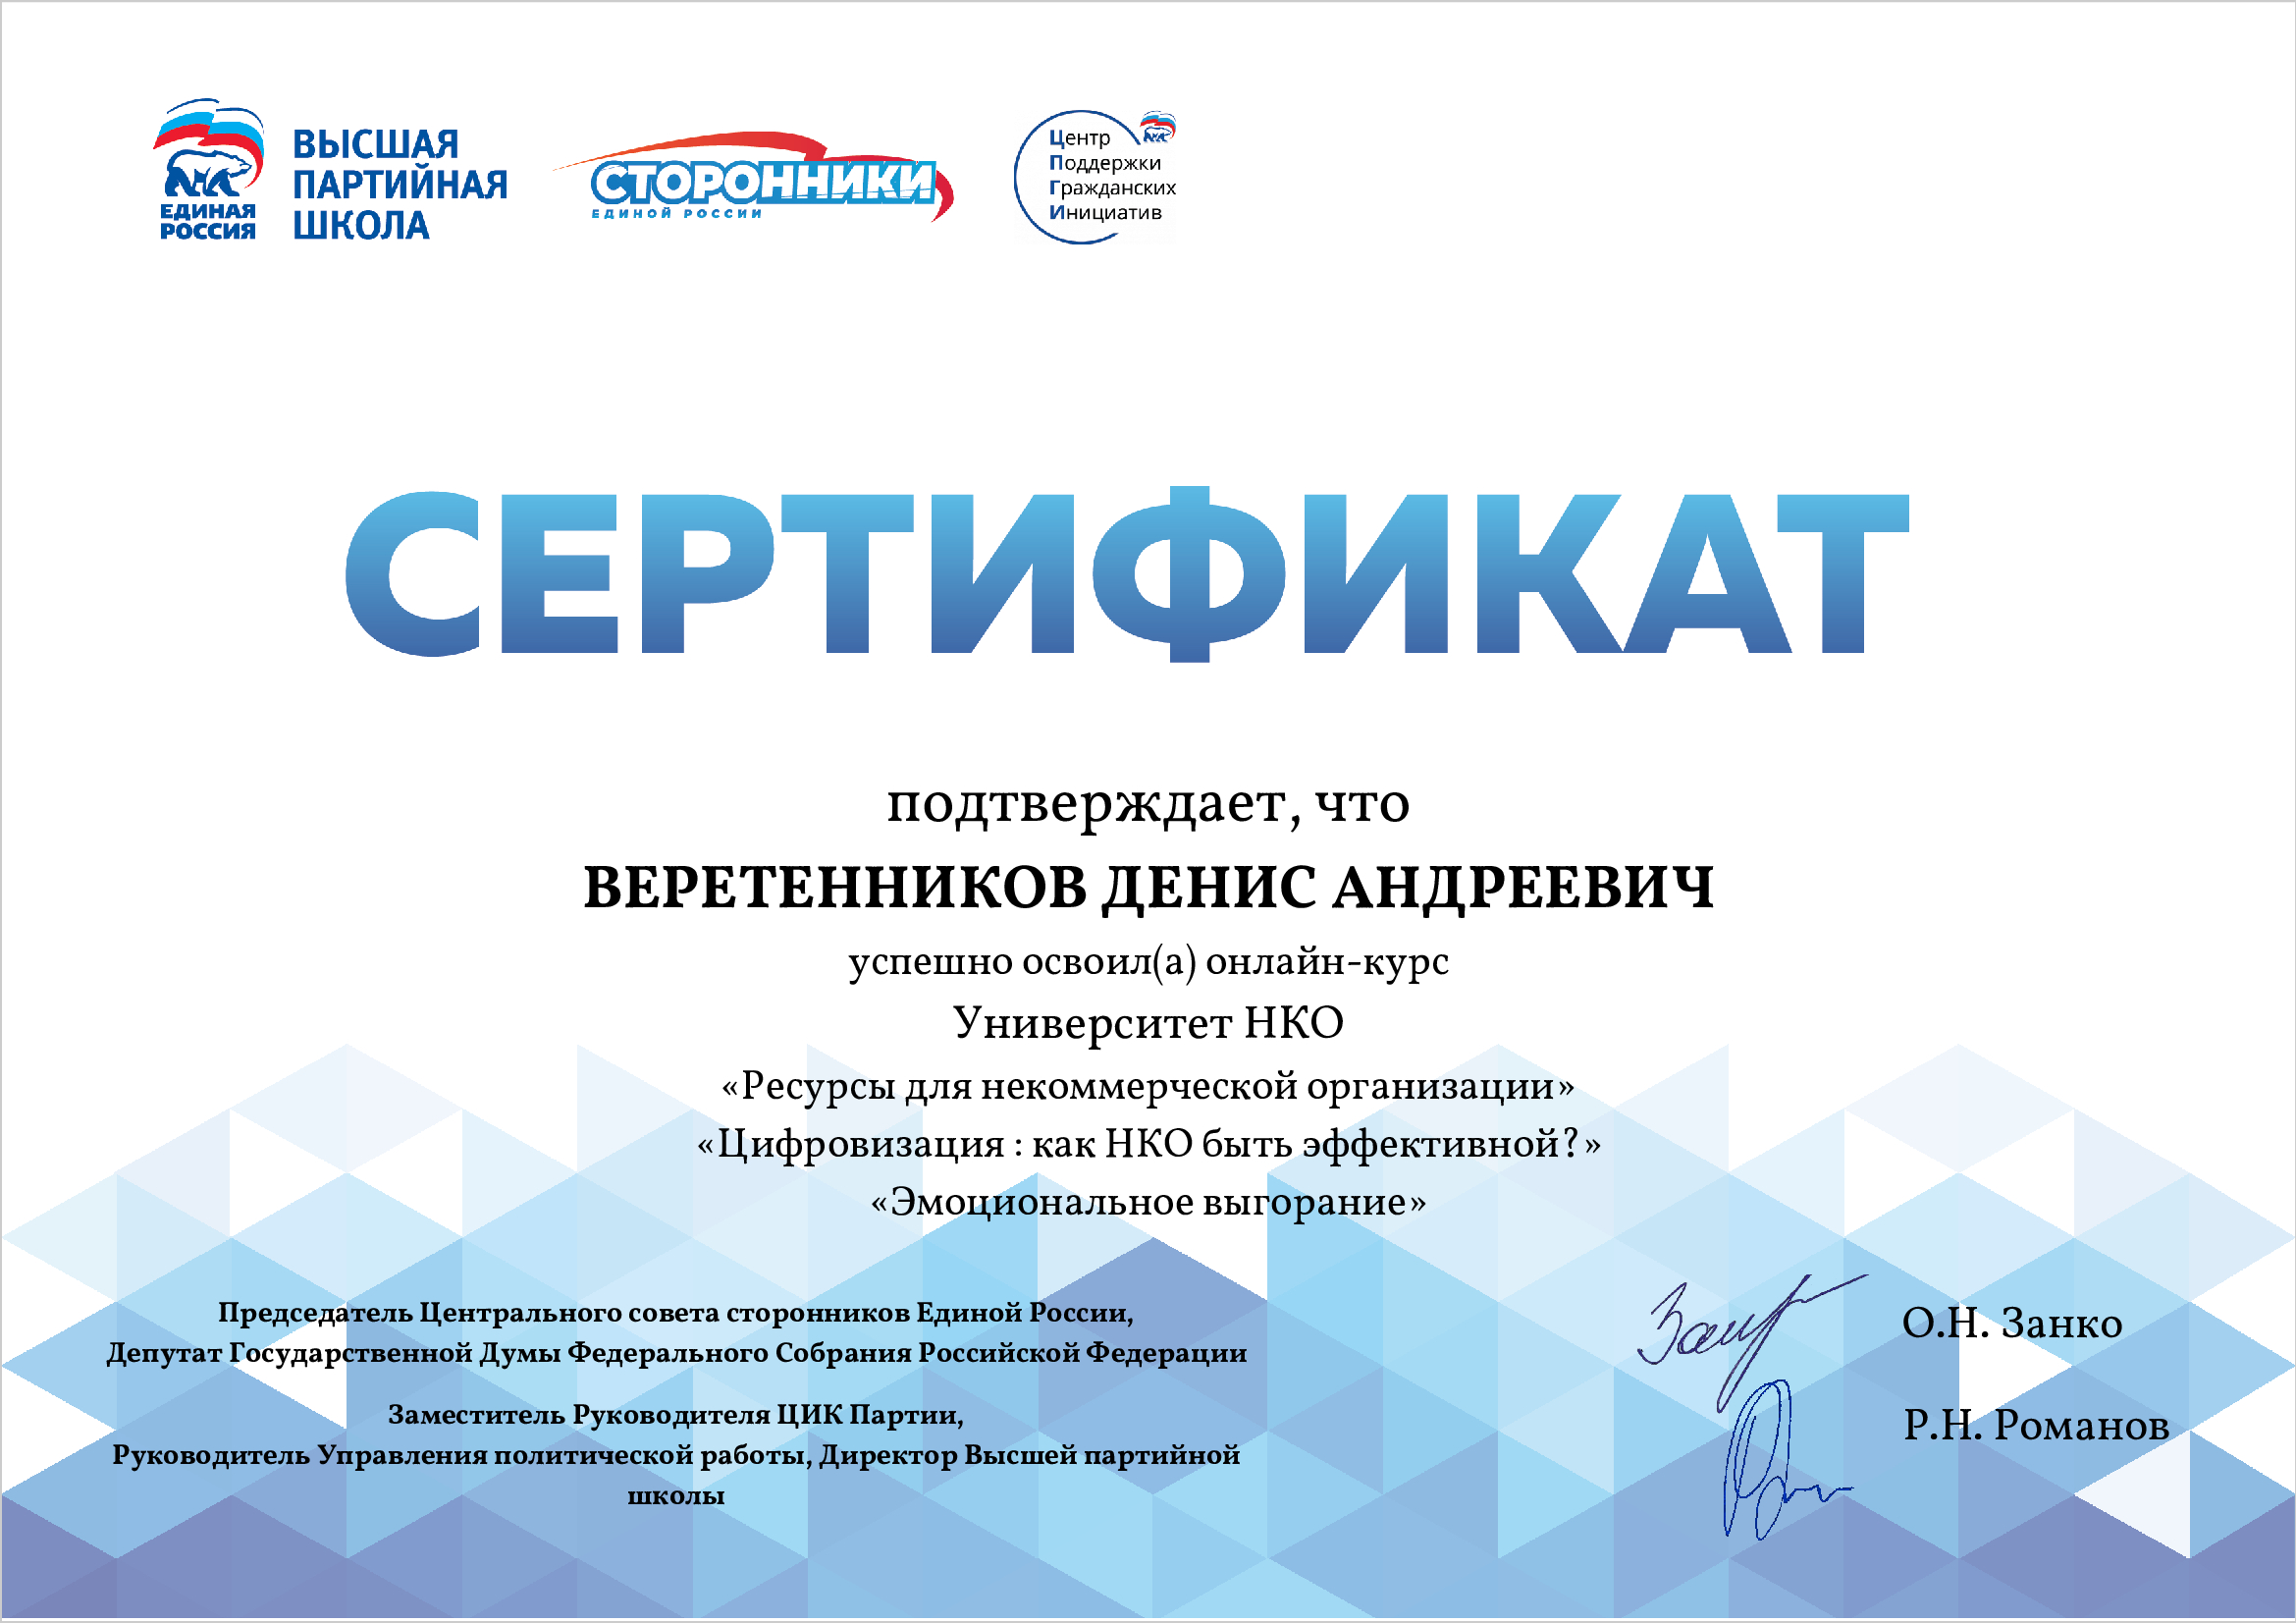 ЕДИНАЯ
РОССИЯ
ВЫСШАЯ
ПАРТИЙНАЯ
ШКОЛА
СТОРОННИКИ
ЕДИНОЙ РОССИИ
Центр
Поддержки
Гражданских
Инициатив
СЕРТИФИКАТ
подтверждает, что
ВЕРЕТЕННИКОВ ДЕНИС АНДРЕЕВИЧ
успешно освоил(а) онлайн-курс
Университет НКО
«Ресурсы для некоммерческой организации»
«Цифровизация : как НКО быть эффективной?»
«Эмоциональное выгорание»
Председатель Центрального совета сторонников Единой России,
Депутат Государственной Думы Федерального Собрания Российской Федерации
О.Н. Занко
Заместитель Руководителя ЦИК Партии,
Руководитель Управления политической работы, Директор Высшей партийной
школы
Р.Н. Романов